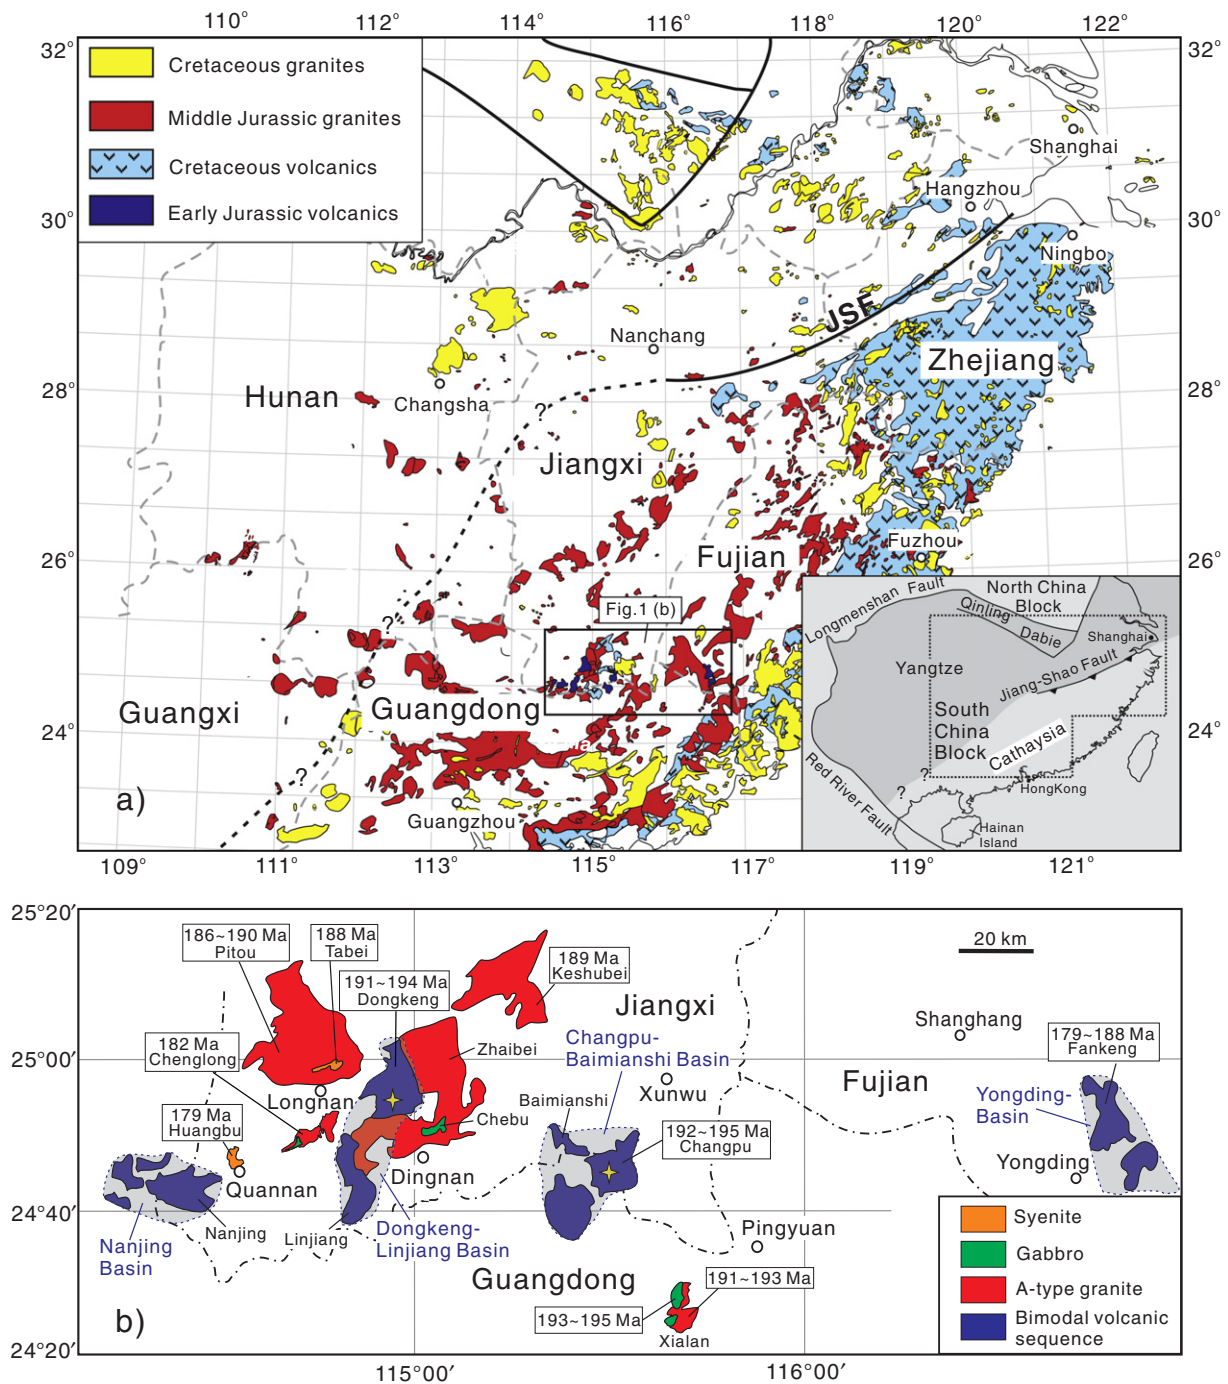 110° 112° 114° 116° 118° 120° 122°
32° 32°
Cretaceous granites
Middle Jurassic granites
Cretaceous volcanics
Early Jurassic volcanics
Shanghai
Hangzhou
30° 30°
Ningbo
JSF
Nanchang
Zhejiang
28° 28°
Hunan
Changsha
?
Jiangxi
Fuzhou
26° 26°
Fujian
Fig.1 (b)
?
Guangxi
Guangdong
24° 24°
?
a)
Guangzhou
North China
Block
Longmenshan Fault
Qinling
Dabie
Shanghai
Yangtze
Jiang-Shao Fault
South
China
Block
Cathaysia
?
?
HongKong
Red River Fault
Hainan
Island
109° 111° 113° 115° 117° 119° 121°
25°20′
20 km
186~190 Ma
Pitou
188 Ma
Tabei
191~194 Ma
Dongkeng
189 Ma
Keshubei
Jiangxi
Shanghang
179~188 Ma
Fankeng
182 Ma
Chenglong
Zhaibei
Changpu-
Baimianshi Basin
25°00′
Xunwu
Fujian
Yongding-
Basin
Longnan
Baimianshi
179 Ma
Huangbu
Chebu
192~195 Ma
Changpu
Yongding
Quannan
Dingnan
24°40′
Nanjing
Linjiang
Nanjing
Basin
Dongkeng-
Linjiang Basin
Pingyuan
Guangdong
191~193 Ma
193~195 Ma
Xialan
b)
Syenite
Gabbro
A-type granite
Bimodal volcanic
sequence
24°20′
115°00′ 116°00′